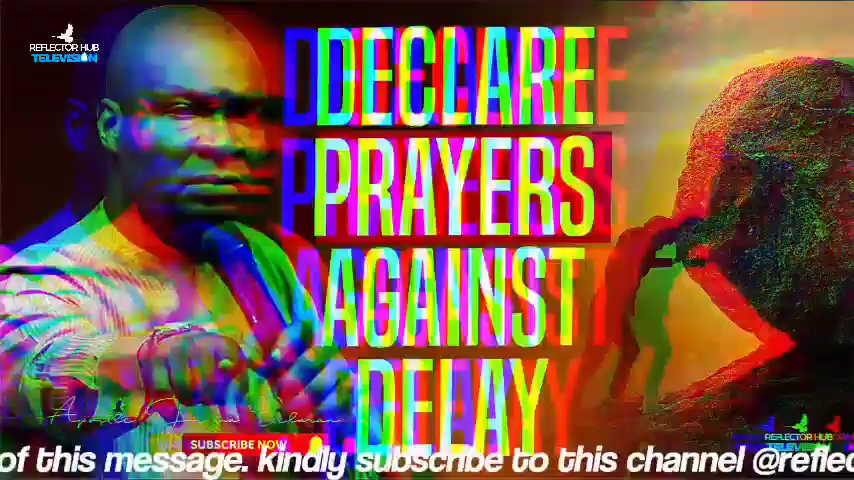 REFLECTOR HUB
TELEVISION
DECLARE
PRAYERS
AGAINST
DELAY
SUBSCRIBE NOW
REFLECTOR HUB
TELEVISION
of this message. kindly subscribe to this channel @reflec